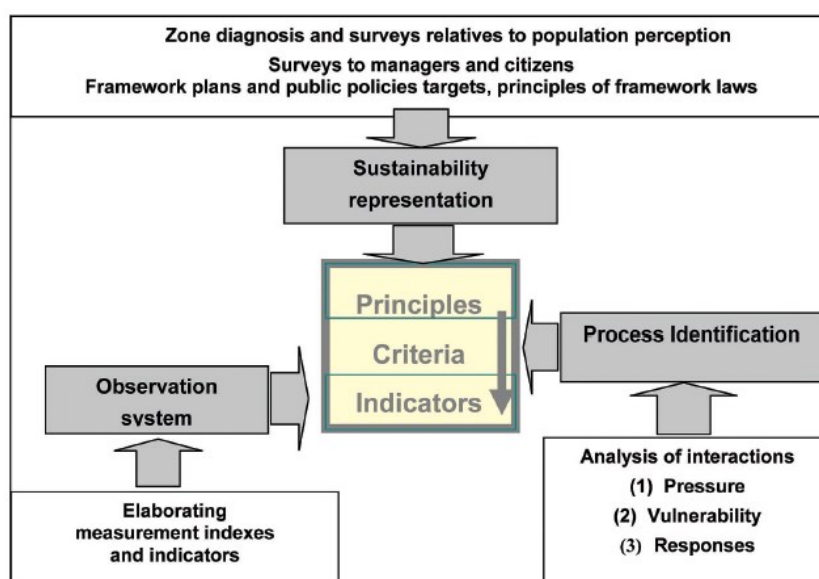 Zone diagnosis and surveys relatives to population perception
Surveys to managers and citizens
Framework plans and public policies targets, principles of framework laws
Sustainability
representation
Principles
Criteria
Indicators
Process Identification
Observation
system
Analysis of interactions
(1) Pressure
(2) Vulnerability
(3) Responses
Elaborating
measurement indexes
and indicators